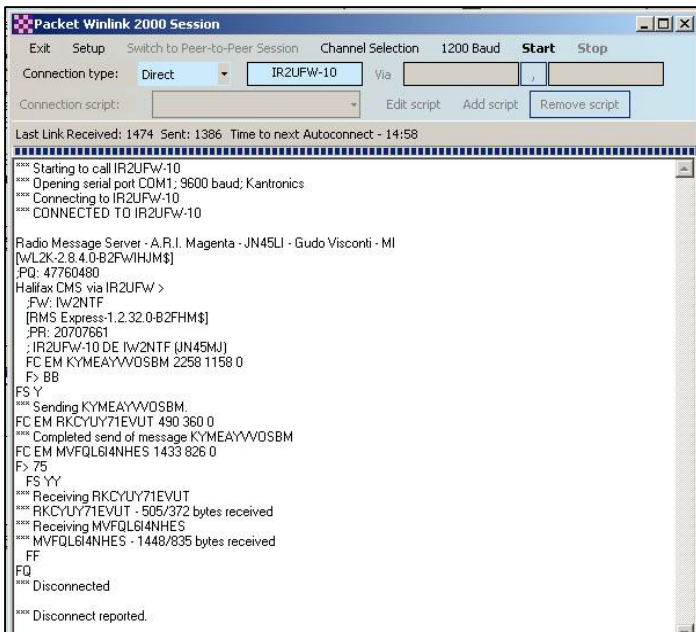 Packet Winlink 2000 Session
Exit Setup Switch to Peer-to-Peer Session Channel Selection 1200 Baud Start Stop
Connection type: Direct IR2UFW-10 Via ,
Connection script: Edit script Add script Remove script
Last Link Received: 1474 Sent: 1386 Time to next Autoconnect - 14:58
*** Starting to call IR2UFW-10
*** Opening serial port COM1; 9600 baud; Kantronics
*** Connecting to IR2UFW-10
*** CONNECTED TO IR2UFW-10
Radio Message Server - A.R.I. Magenta - JN45LI - Gudo Visconti - MI
[WL2K-2.8.4.0-B2FWIHJM$]
;PQ: 47760480
Halifax CMS via IR2UFW >
;FW: IW2NTF
[RMS Express-1.2.32.0-B2FHM$]
;PR: 20707661
; IR2UFW-10 DE IW2NTF (JN45MJ)
FC EM KYMEAYVVOSBM 2258 1158 0
F> BB
FS Y
*** Sending KYMEAYVVOSBM.
FC EM RKCYUY71EVUT 490 360 0
*** Completed send of message KYMEAYVVOSBM
FC EM MVFQL6I4NHES 1433 826 0
F> 75
FS YY
*** Receiving RKCYUY71EVUT
*** RKCYUY71EVUT - 505/372 bytes received
*** Receiving MVFQL6I4NHES
*** MVFQL6I4NHES - 1448/835 bytes received
FF
FQ
*** Disconnected
*** Disconnect reported.